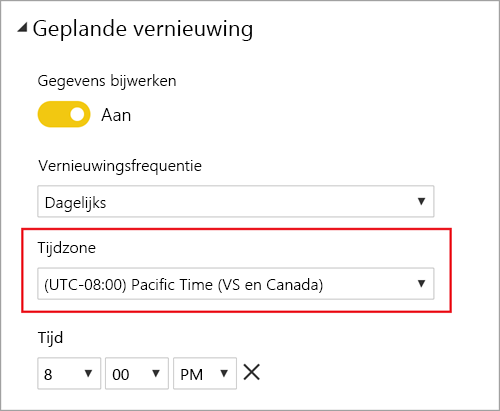 Geplande vernieuwing
Gegevens bijwerken
Aan
Vernieuwingsfrequentie
Dagelijks
Tijdzone
(UTC-08:00) Pacific Time (VS en Canada)
Tijd
8 00 PM